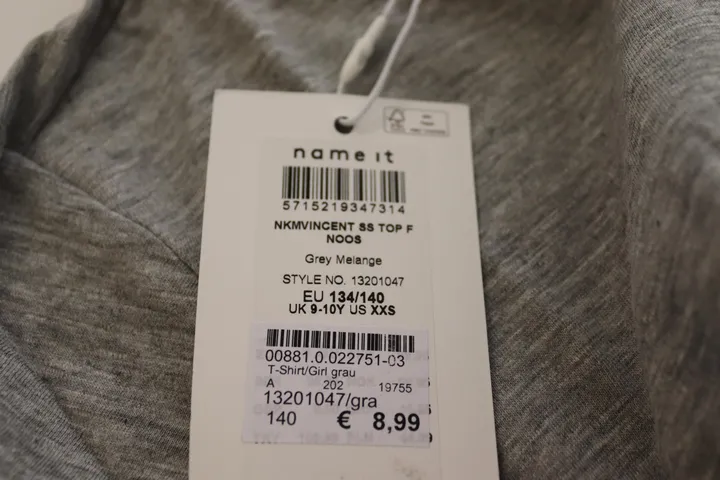 name it
5715219347314
NKMVINCENT SS TOP F
NOOS
Grey Melange
STYLE NO. 13201047
EU 134/140
UK 9-10Y US XXS
00881.0.022751-03
T-Shirt/Girl grau
A 202 19755
13201047/gra
140 € 8,99